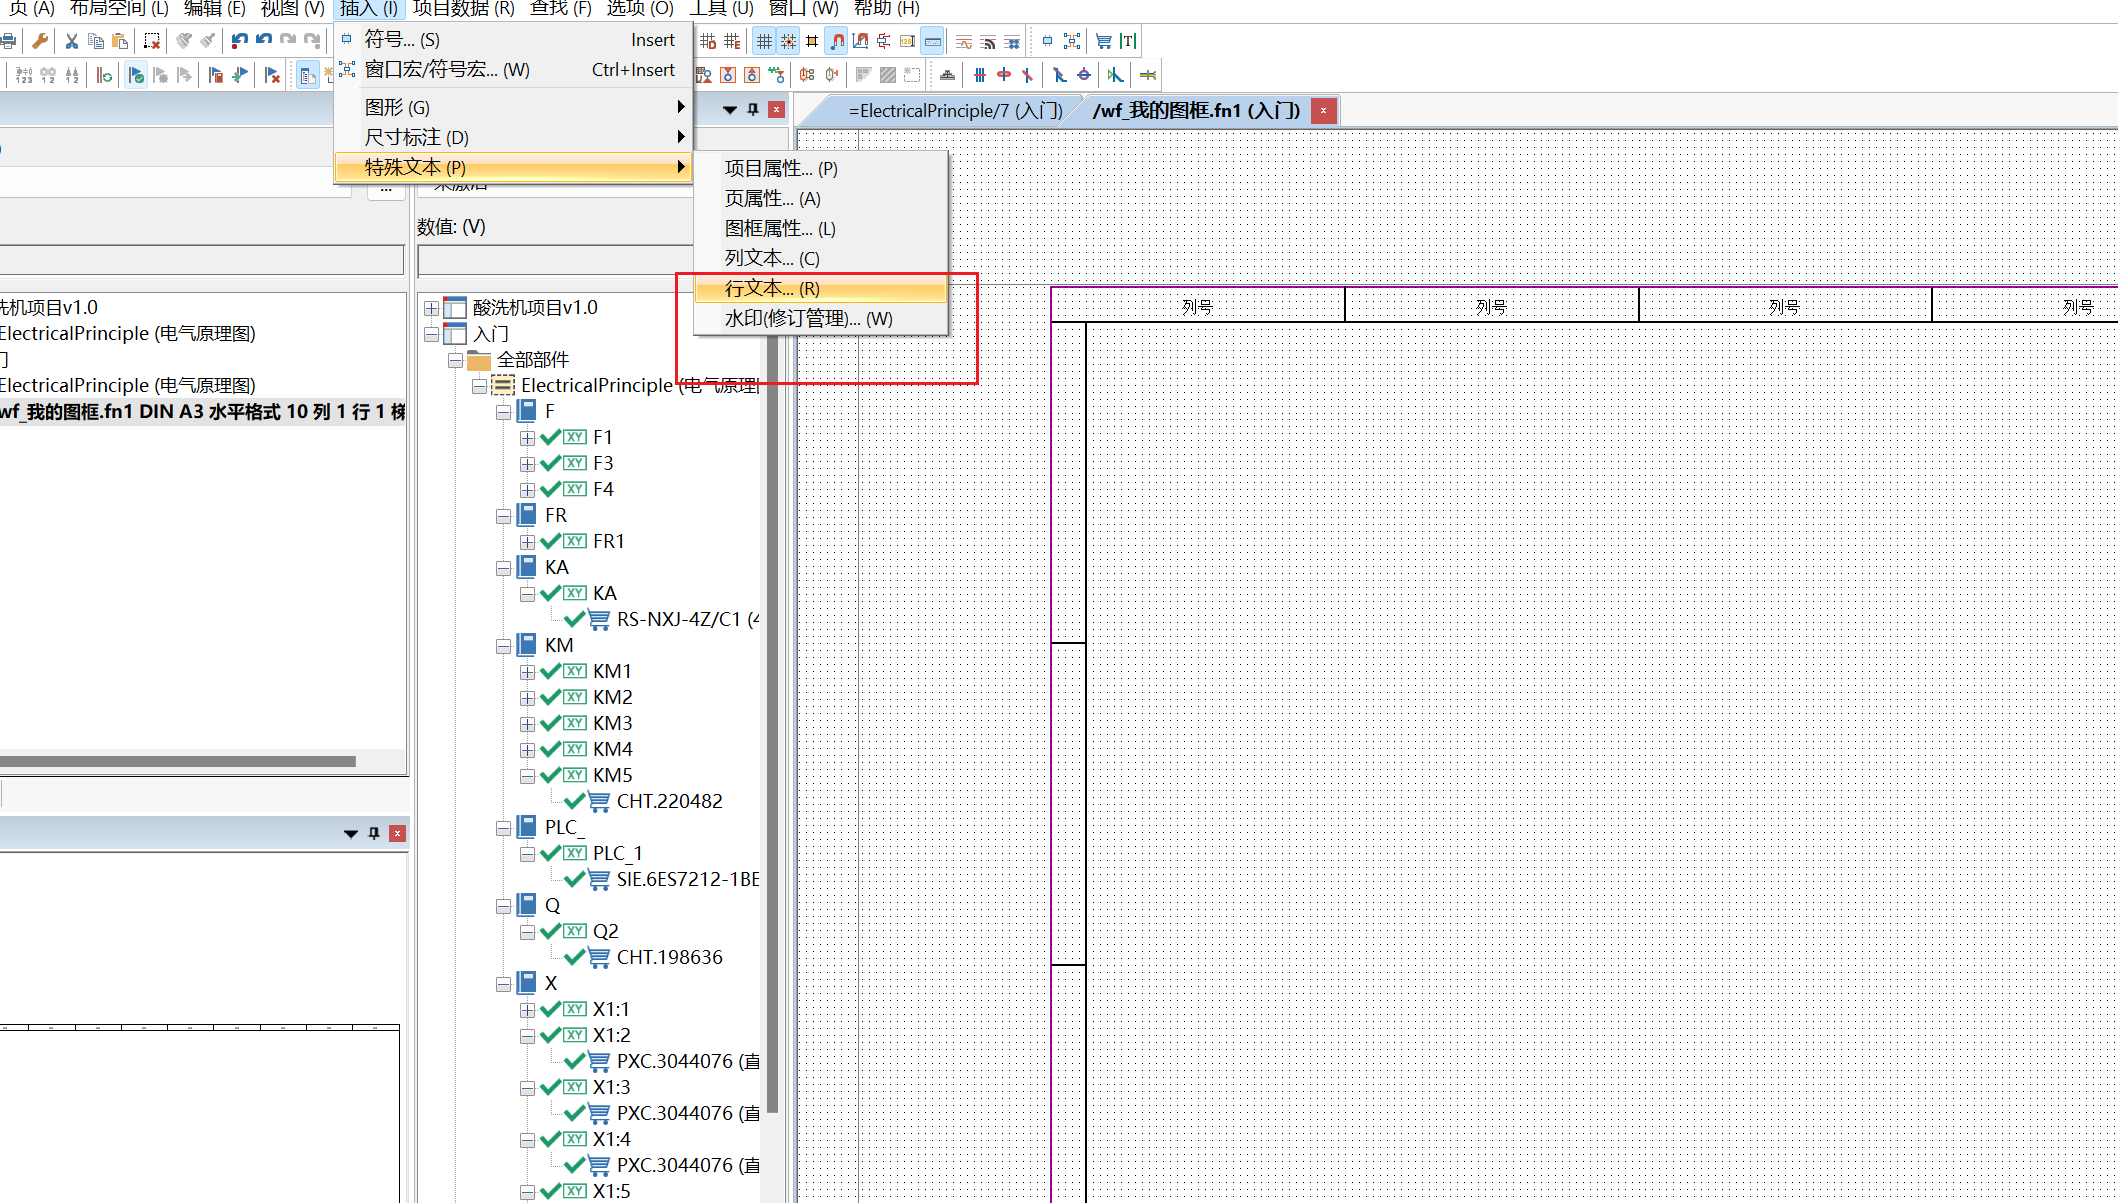 页 (A) 布局空间 (L) 编辑 (E) 视图 (V) 插入 (I) 项目数据 (R) 查找 (F) 选项 (O) 工具 (U) 窗口 (W) 帮助 (H)
符号... (S) Insert
窗口宏/符号宏... (W) Ctrl+Insert
图形 (G)
尺寸标注 (D)
特殊文本 (P)
项目属性... (P)
页属性... (A)
图框属性... (L)
列文本... (C)
行文本... (R)
水印(修订管理)... (W)
=ElectricalPrinciple/7 (入门)
/wf_我的图框.fn1 (入门)
...
数值: (V)
洗机项目v1.0
ElectricalPrinciple (电气原理图)
门
ElectricalPrinciple (电气原理图)
wf_我的图框.fn1 DIN A3 水平格式 10 列 1 行 1 梯
酸洗机项目v1.0
入门
全部部件
ElectricalPrinciple (电气原理图
F
F1
F3
F4
FR
FR1
KA
KA
RS-NXJ-4Z/C1 (4
KM
KM1
KM2
KM3
KM4
KM5
CHT.220482
PLC_
PLC_1
SIE.6ES7212-1BE
Q
Q2
CHT.198636
X
X1:1
X1:2
PXC.3044076 (直
X1:3
PXC.3044076 (直
X1:4
PXC.3044076 (直
X1:5
列号 列号 列号 列号